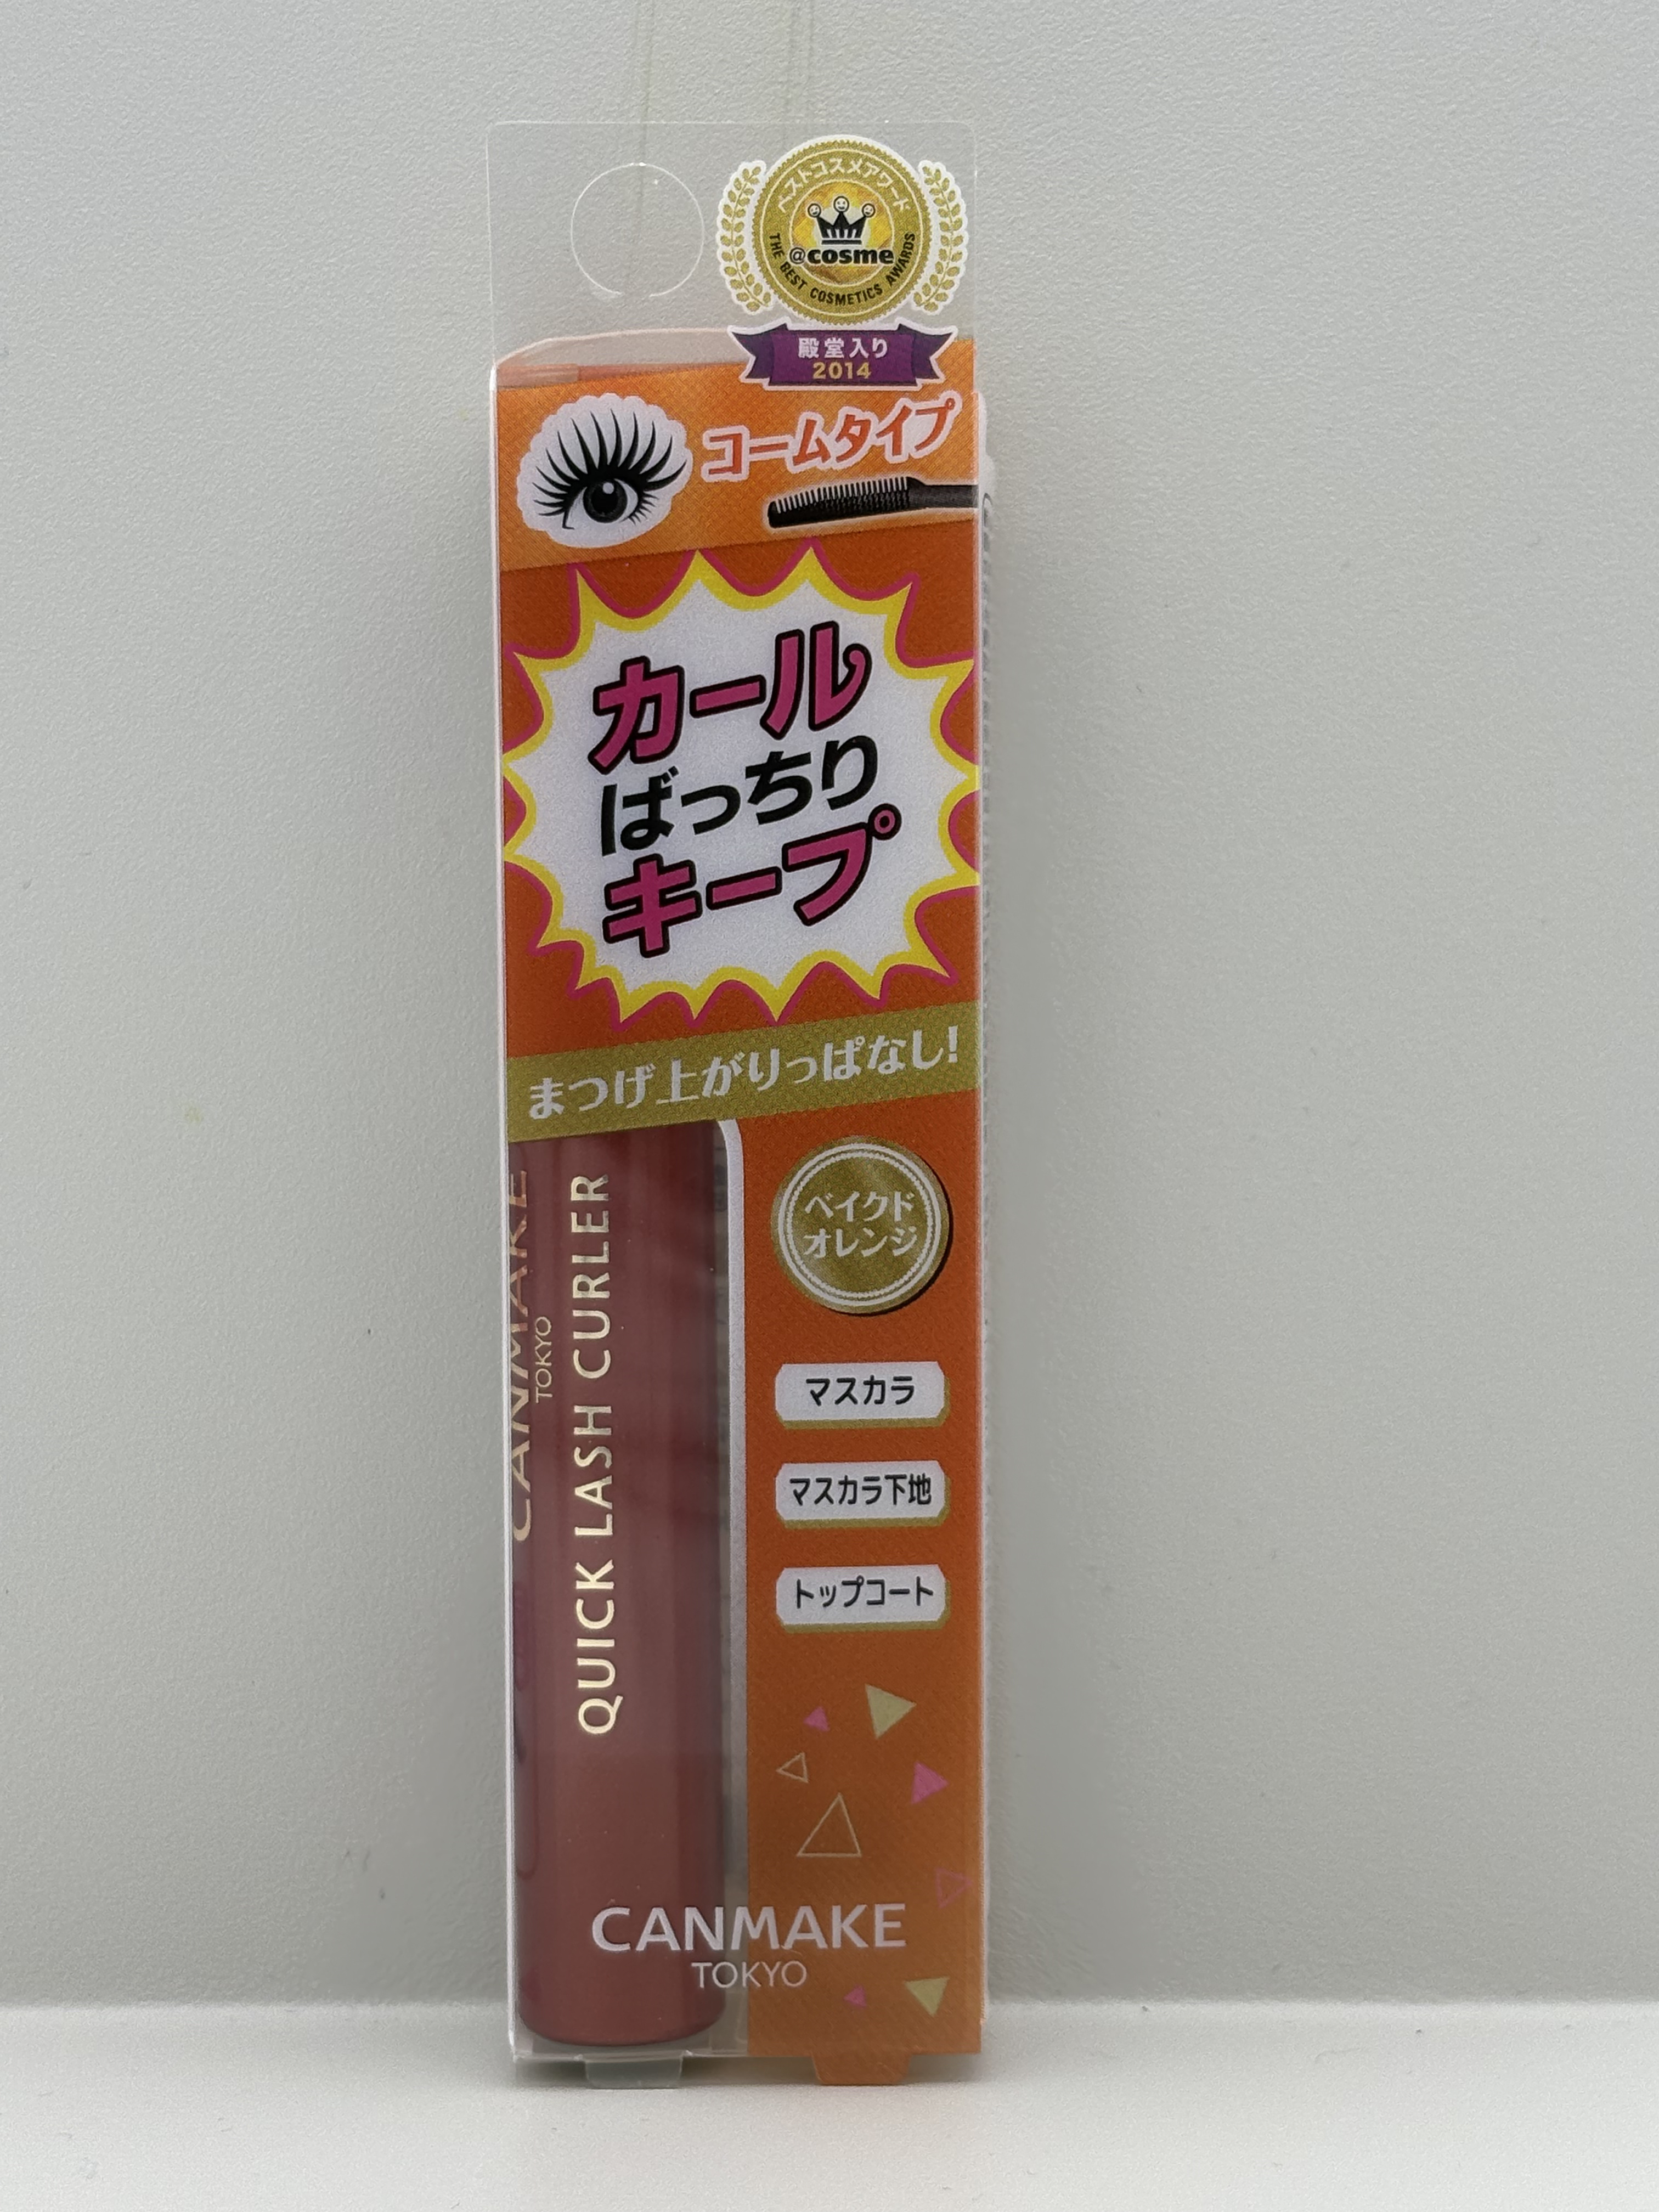 ベストコスメアワード
@cosme
THE BEST COSMETICS AWARDS
殿堂入り
2014
コームタイプ
カール
ばっちり
キープ
まつげ上がりっぱなし!
CANMAKE
TOKYO
QUICK LASH CURLER
ベイクド
オレンジ
マスカラ
マスカラ下地
トップコート
CANMAKE
TOKYO